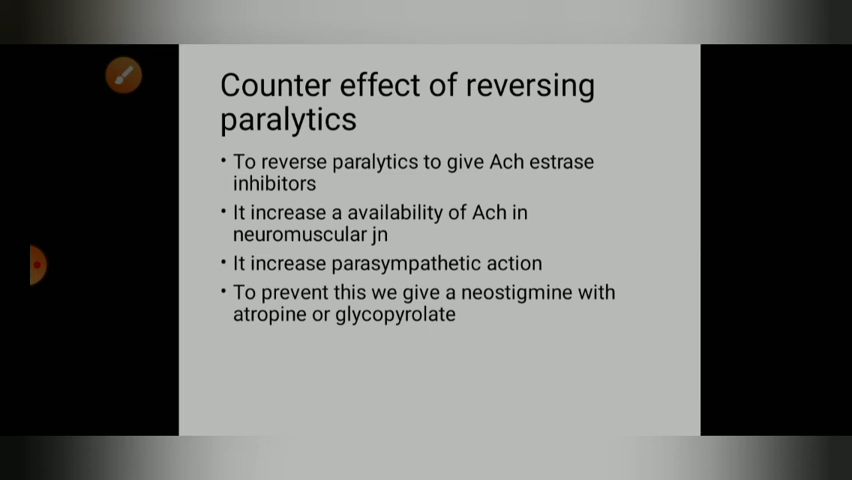 Counter effect of reversing
paralytics
• To reverse paralytics to give Ach estrase
inhibitors
• It increase a availability of Ach in
neuromuscular jn
• It increase parasympathetic action
• To prevent this we give a neostigmine with
atropine or glycopyrolate